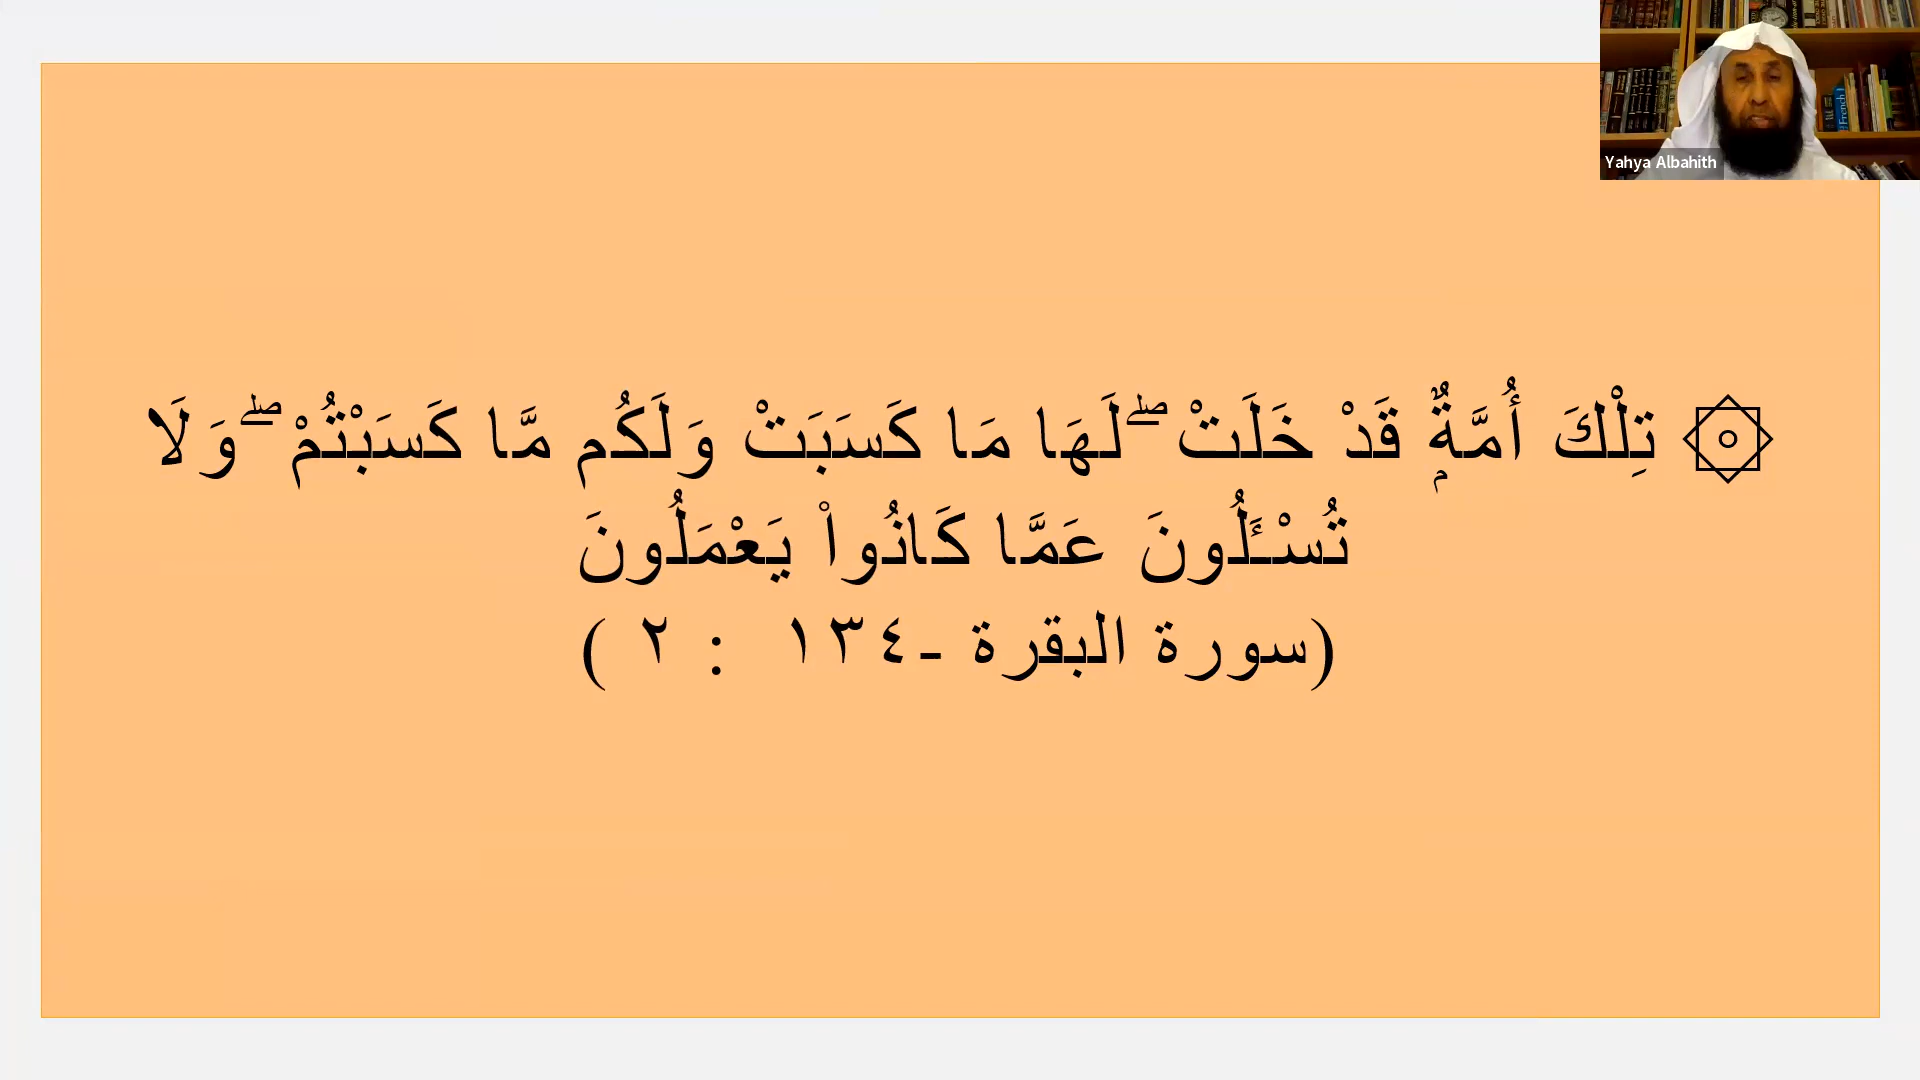 Yahya Albahith
۞ تِلْكَ أُمَّةٌۭ قَدْ خَلَتْ ۖ لَهَا مَا كَسَبَتْ وَلَكُم مَّا كَسَبْتُمْ ۖ وَلَا
تُسْـَٔلُونَ عَمَّا كَانُوا۟ يَعْمَلُونَ
(سورة البقرة -١٣٤ : ٢ )